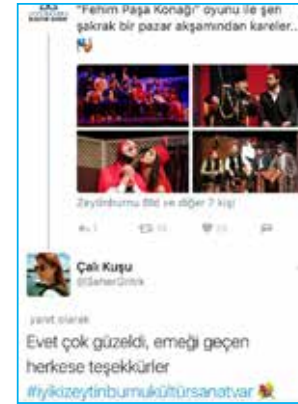 "Fehim Paşa Konağı" oyunu ile şen
şakrak bir pazar akşamından kareler..
Zeytinburnu Bld ve diğer 7 kişi
Çalı Kuşu
yanıt olarak
Evet çok güzeldi, emeği geçen
herkese teşekkürler
#iyikizeytinburnukültürsanatvar